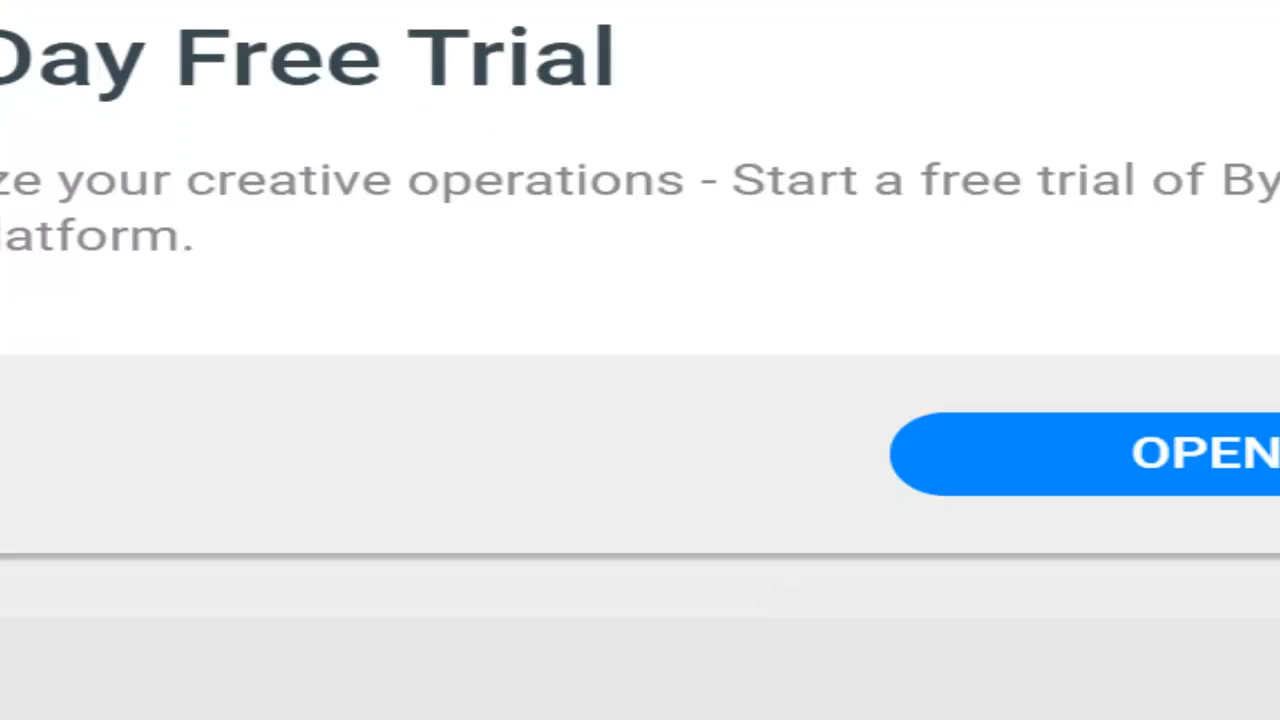 Day Free Trial
ze your creative operations - Start a free trial of By
latform.
OPEN